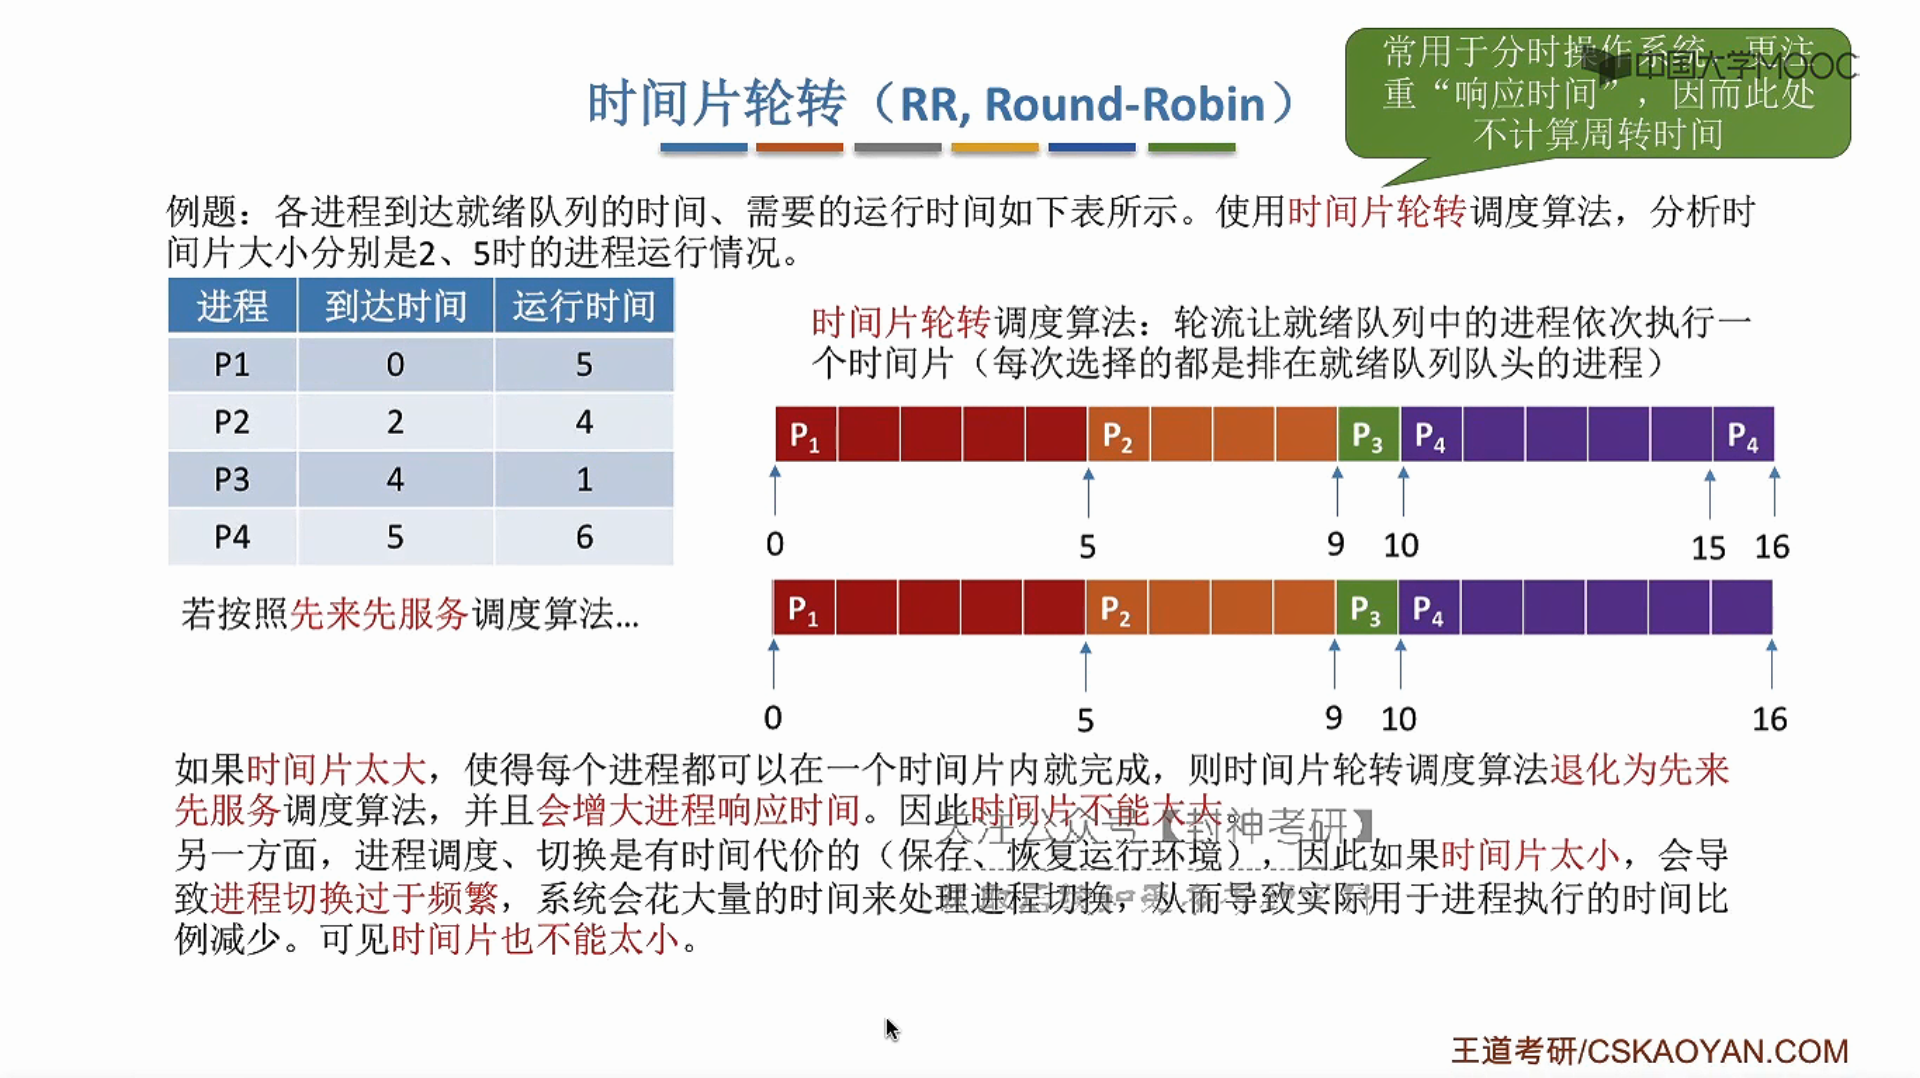 常用于分时操作系统，更注
重“响应时间”，因而此处
不计算周转时间
中国大学MOOC
时间片轮转（RR, Round-Robin）
例题：各进程到达就绪队列的时间、需要的运行时间如下表所示。使用时间片轮转调度算法，分析时
间片大小分别是2、5时的进程运行情况。
进程 到达时间 运行时间
P1 0 5
P2 2 4
P3 4 1
P4 5 6
若按照先来先服务调度算法...
时间片轮转调度算法：轮流让就绪队列中的进程依次执行一
个时间片（每次选择的都是排在就绪队列队头的进程）
P1 P2 P3 P4 P4
0 5 9 10 15 16
P1 P2 P3 P4
0 5 9 10 16
如果时间片太大，使得每个进程都可以在一个时间片内就完成，则时间片轮转调度算法退化为先来
先服务调度算法，并且会增大进程响应时间。因此时间片不能太大。
关注公众号【封神考研】
另一方面，进程调度、切换是有时间代价的（保存、恢复运行环境），因此如果时间片太小，会导
致进程切换过于频繁，系统会花大量的时间来处理进程切换，从而导致实际用于进程执行的时间比
例减少。可见时间片也不能太小。
王道考研/CSKAOYAN.COM